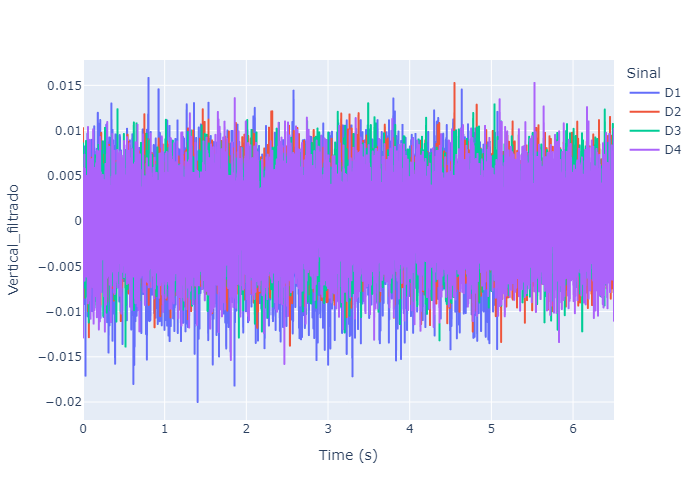 Sinal
D1
D2
D3
D4
0.015
0.01
0.005
0
−0.005
−0.01
−0.015
−0.02
Vertical_filtrado
0 1 2 3 4 5 6
Time (s)